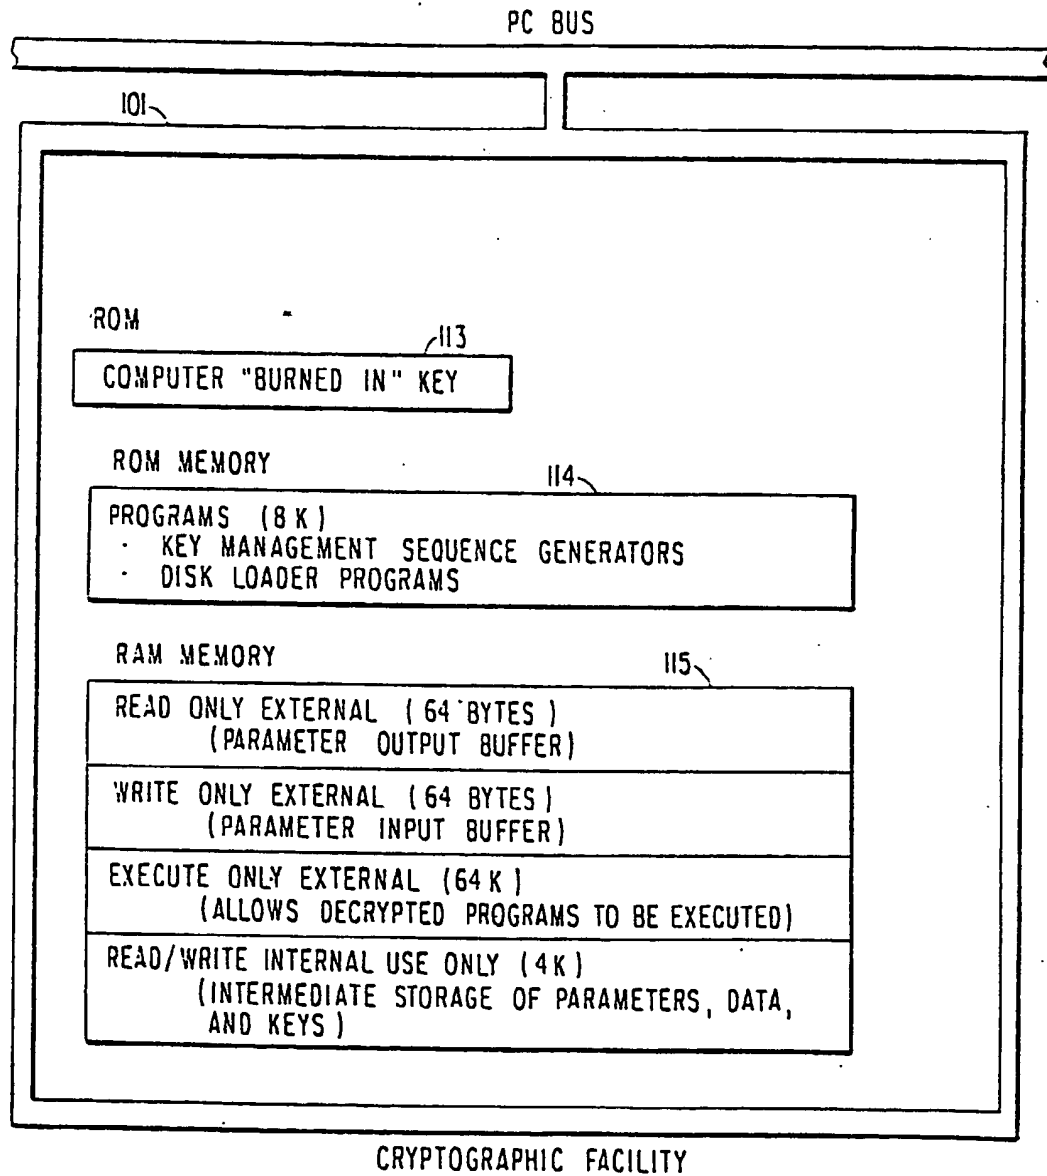 PC BUS
101
ROM
113
COMPUTER "BURNED IN" KEY
ROM MEMORY
114
PROGRAMS (8K)
· KEY MANAGEMENT SEQUENCE GENERATORS
· DISK LOADER PROGRAMS
RAM MEMORY
115
READ ONLY EXTERNAL (64 BYTES)
(PARAMETER OUTPUT BUFFER)
WRITE ONLY EXTERNAL (64 BYTES)
(PARAMETER INPUT BUFFER)
EXECUTE ONLY EXTERNAL (64K)
(ALLOWS DECRYPTED PROGRAMS TO BE EXECUTED)
READ/WRITE INTERNAL USE ONLY (4K)
(INTERMEDIATE STORAGE OF PARAMETERS, DATA,
AND KEYS)
CRYPTOGRAPHIC FACILITY